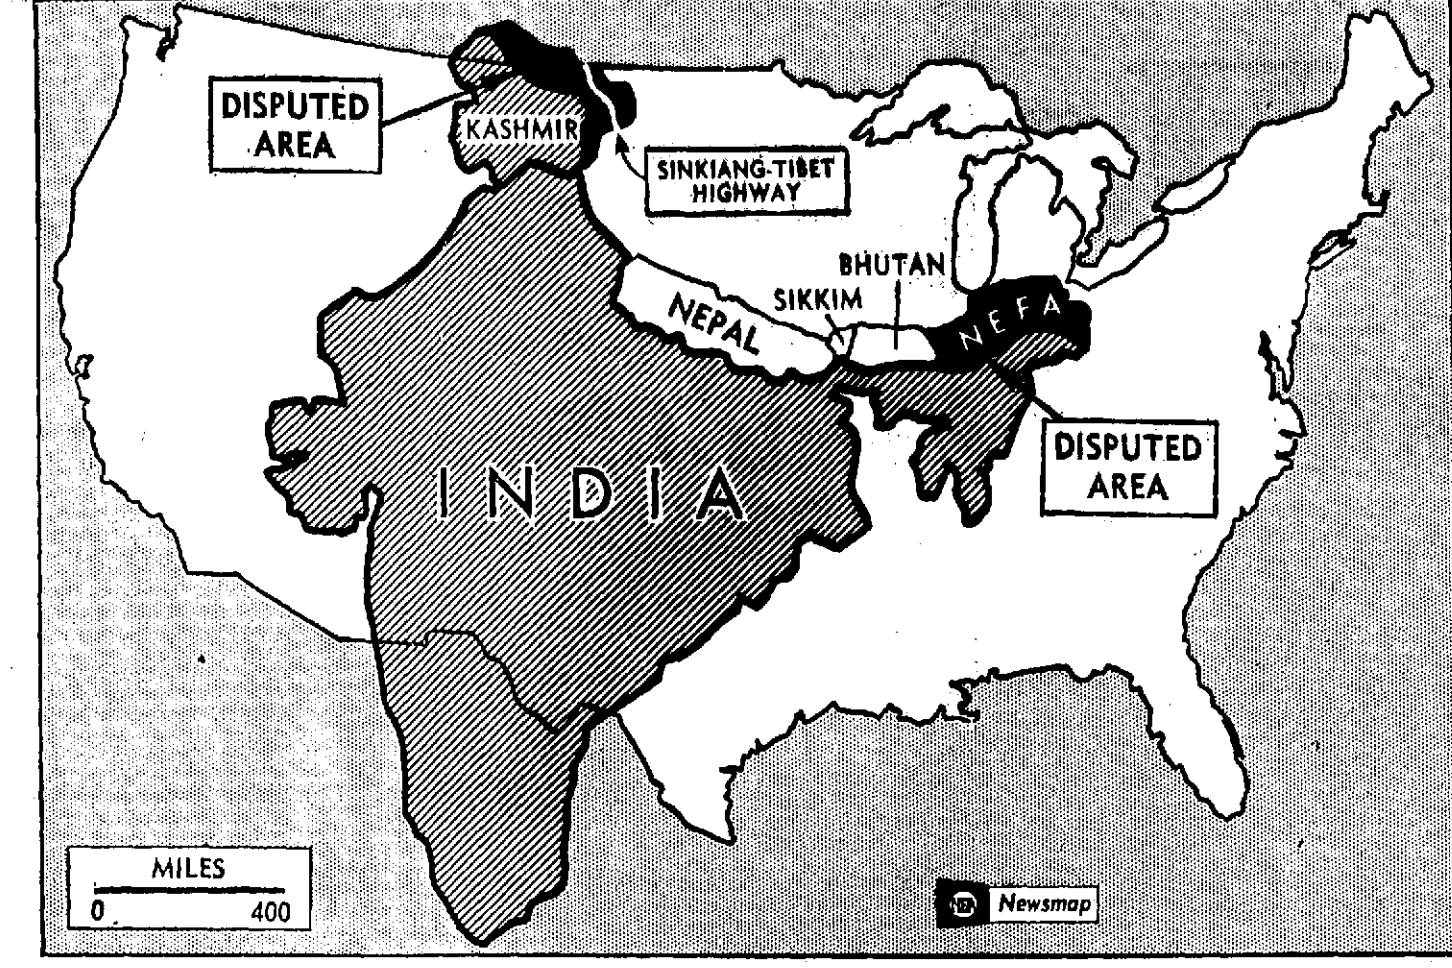 DISPUTED
AREA
KASHMIR
SINKIANG-TIBET
HIGHWAY
BHUTAN
SIKKIM
NEPAL
NEFA
DISPUTED
AREA
INDIA
MILES
0 400
Newsmap